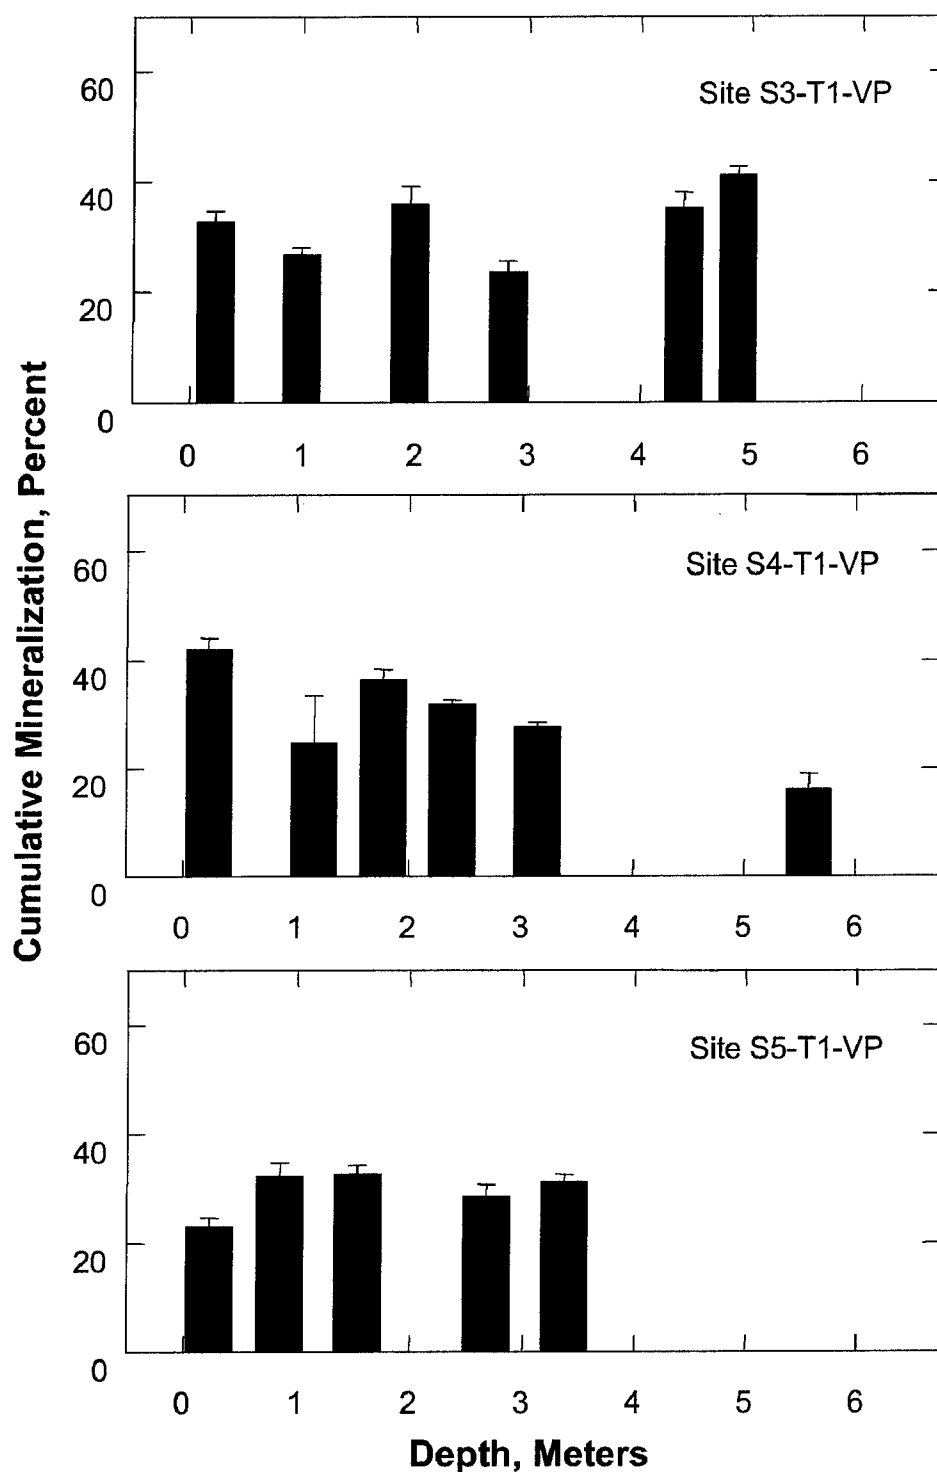 Cumulative Mineralization, Percent
Site S3-T1-VP
60
40
20
0
0 1 2 3 4 5 6
Site S4-T1-VP
60
40
20
0
0 1 2 3 4 5 6
Site S5-T1-VP
60
40
20
0
0 1 2 3 4 5 6
Depth, Meters